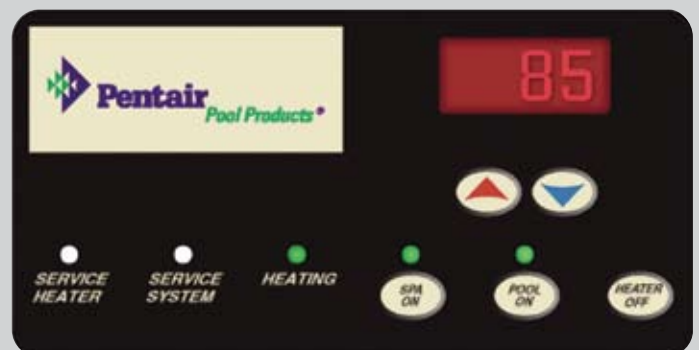 Pentair
Pool Products®
85
SERVICE
HEATER
SERVICE
SYSTEM
HEATING
SPA
ON
POOL
ON
HEATER
OFF